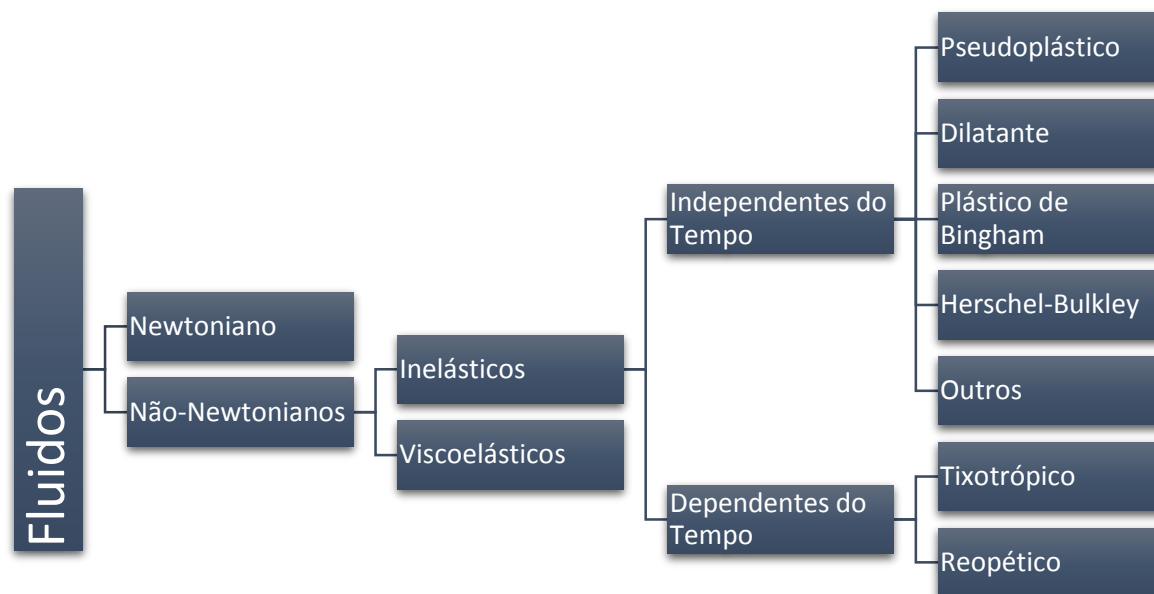 Fluidos
Newtoniano
Não-Newtonianos
Inelásticos
Viscoelásticos
Independentes do
Tempo
Pseudoplástico
Dilatante
Plástico de
Bingham
Herschel-Bulkley
Outros
Dependentes do
Tempo
Tixotrópico
Reopético